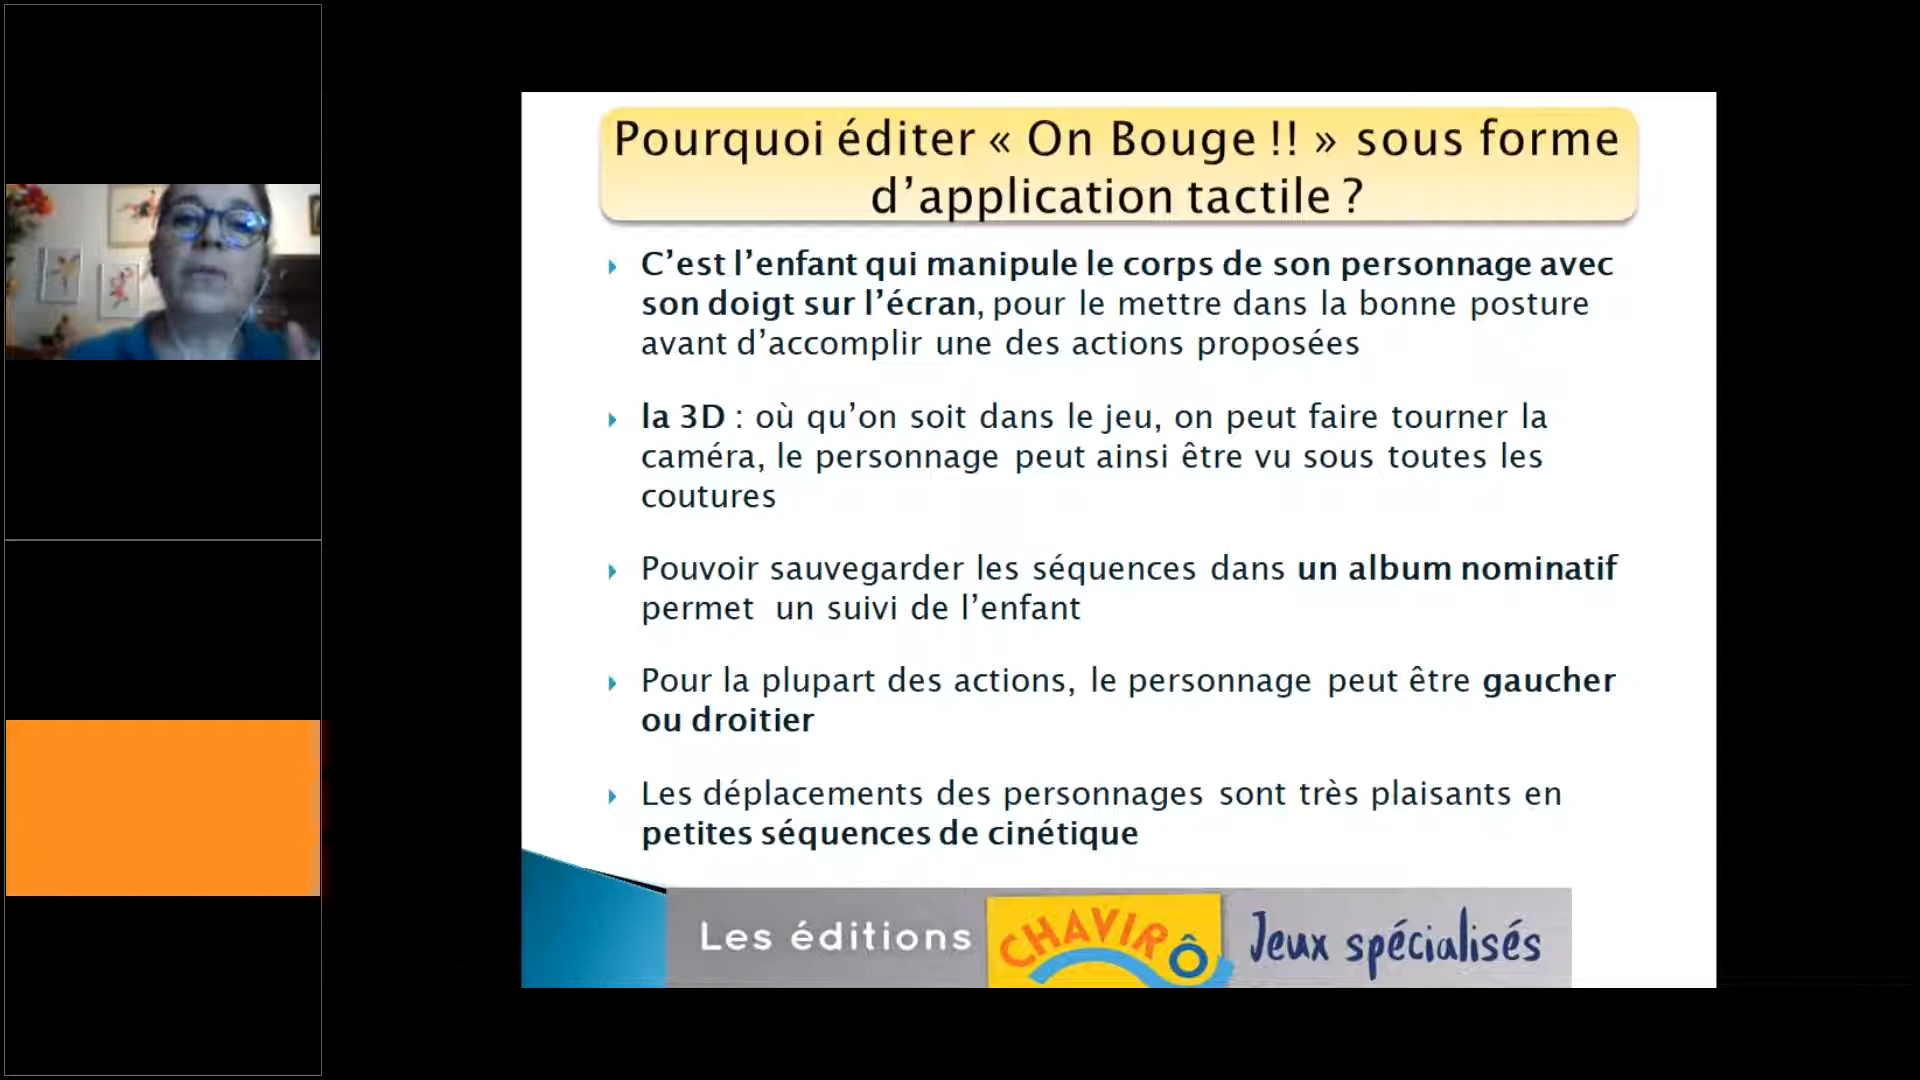 Pourquoi éditer « On Bouge !! » sous forme
d’application tactile ?
C’est l’enfant qui manipule le corps de son personnage avec
son doigt sur l’écran, pour le mettre dans la bonne posture
avant d’accomplir une des actions proposées
la 3D : où qu’on soit dans le jeu, on peut faire tourner la
caméra, le personnage peut ainsi être vu sous toutes les
coutures
Pouvoir sauvegarder les séquences dans un album nominatif
permet un suivi de l’enfant
Pour la plupart des actions, le personnage peut être gaucher
ou droitier
Les déplacements des personnages sont très plaisants en
petites séquences de cinétique
Les éditions CHAVIRÔ Jeux spécialisés